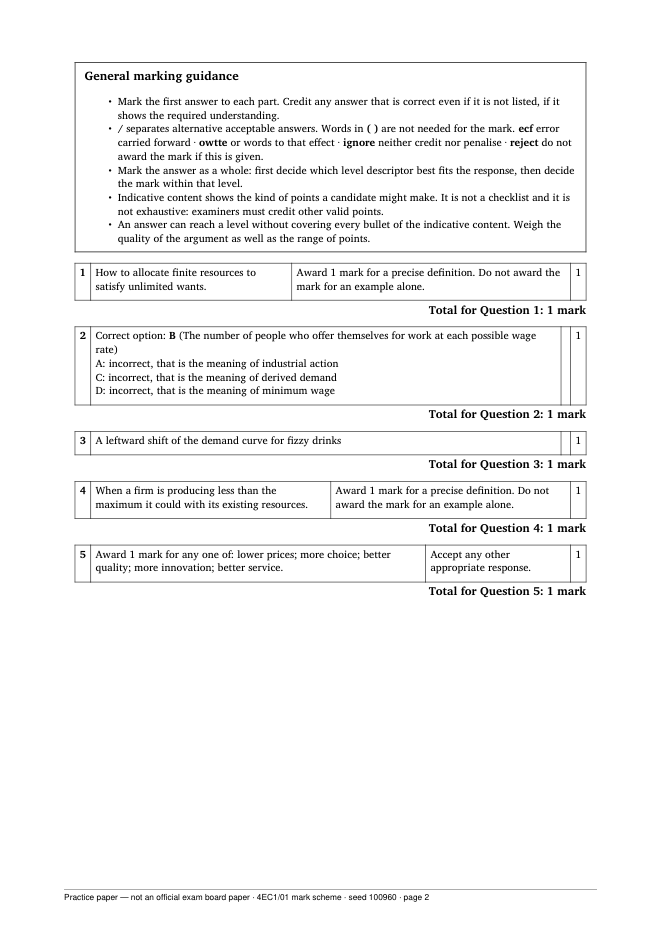 General marking guidance
• Mark the first answer to each part. Credit any answer that is correct even if it is not listed, if it
shows the required understanding.
• / separates alternative acceptable answers. Words in ( ) are not needed for the mark. ecf error
carried forward · owtte or words to that effect · ignore neither credit nor penalise · reject do not
award the mark if this is given.
• Mark the answer as a whole: first decide which level descriptor best fits the response, then decide
the mark within that level.
• Indicative content shows the kind of points a candidate might make. It is not a checklist and it is
not exhaustive: examiners must credit other valid points.
• An answer can reach a level without covering every bullet of the indicative content. Weigh the
quality of the argument as well as the range of points.
1 How to allocate finite resources to Award 1 mark for a precise definition. Do not award the 1
satisfy unlimited wants. mark for an example alone.
Total for Question 1: 1 mark
2 Correct option: B (The number of people who offer themselves for work at each possible wage 1
rate)
A: incorrect, that is the meaning of industrial action
C: incorrect, that is the meaning of derived demand
D: incorrect, that is the meaning of minimum wage
Total for Question 2: 1 mark
3 A leftward shift of the demand curve for fizzy drinks 1
Total for Question 3: 1 mark
4 When a firm is producing less than the Award 1 mark for a precise definition. Do not 1
maximum it could with its existing resources. award the mark for an example alone.
Total for Question 4: 1 mark
5 Award 1 mark for any one of: lower prices; more choice; better Accept any other 1
quality; more innovation; better service. appropriate response.
Total for Question 5: 1 mark
Practice paper — not an official exam board paper · 4EC1/01 mark scheme · seed 100960 · page 2